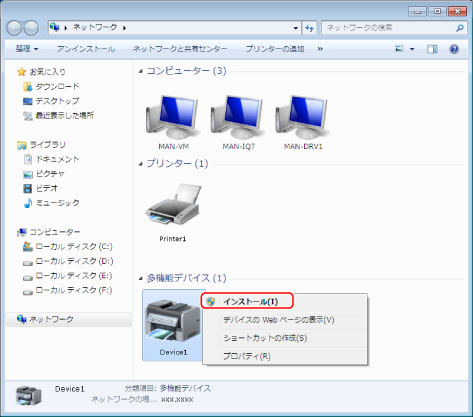 ネットワーク
ネットワークの検索
整理 アンインストール ネットワークと共有センター プリンターの追加 »
お気に入り
ダウンロード
デスクトップ
最近表示した場所
ライブラリ
ドキュメント
ピクチャ
ビデオ
ミュージック
コンピューター
ローカル ディスク (C:)
ローカル ディスク (D:)
ローカル ディスク (E:)
ローカル ディスク (F:)
ネットワーク
コンピューター (3)
MAN-VM MAN-IQ7 MAN-DRV1
プリンター (1)
Printer1
多機能デバイス (1)
Device1
インストール(I)
デバイスの Web ページの表示(V)
ショートカットの作成(S)
プロパティ(R)
Device1 分類項目: 多機能デバイス
ネットワークの場... xxx.xxxx